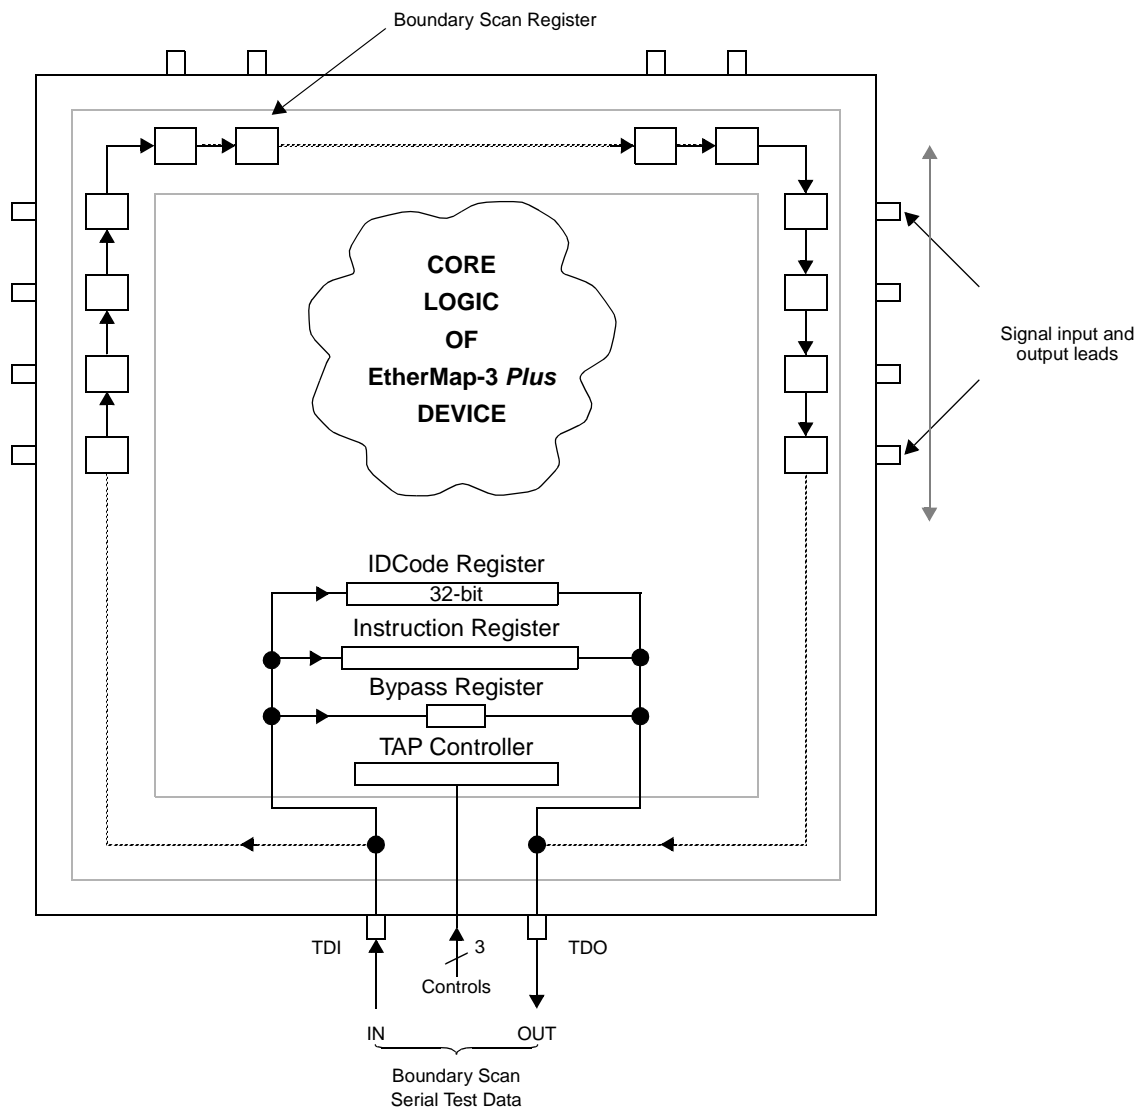 Boundary Scan Register
CORE
LOGIC
OF
EtherMap-3 Plus
DEVICE
Signal input and
output leads
IDCode Register
32-bit
Instruction Register
Bypass Register
TAP Controller
TDI
3
TDO
Controls
IN
OUT
Boundary Scan
Serial Test Data